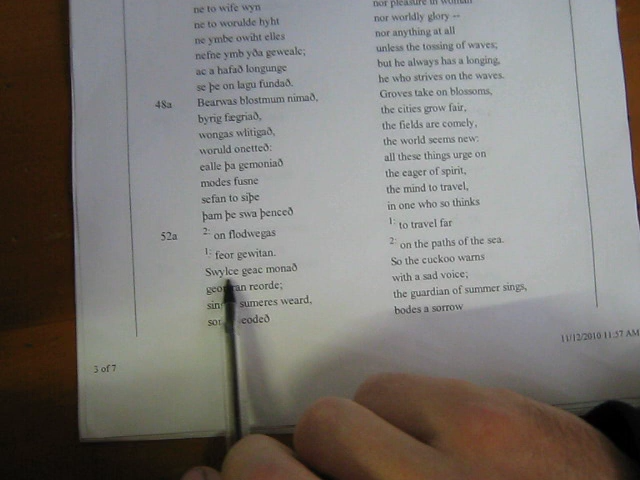 ne to wife wyn
ne to worulde hyht
ne ymbe owiht elles
nefne ymb yða gewealc;
ac a hafað longunge
se þe on lagu fundað.
48a Bearwas blostmum nimað,
byrig fægriað,
wongas wlitigað,
woruld onetteð:
ealle þa gemoniað
modes fusne
sefan to siþe
þam þe swa þenceð
52a 2: on flodwegas
1: feor gewitan.
Swylce geac monað
reorde;
sumeres weard,
nor pleasure in woman
nor worldly glory --
nor anything at all
unless the tossing of waves;
but he always has a longing,
he who strives on the waves.
Groves take on blossoms,
the cities grow fair,
the fields are comely,
the world seems new:
all these things urge on
the eager of spirit,
the mind to travel,
in one who so thinks
1: to travel far
2: on the paths of the sea.
So the cuckoo warns
with a sad voice;
the guardian of summer sings,
bodes a sorrow
3 of 7
11/12/2010 11:57 AM